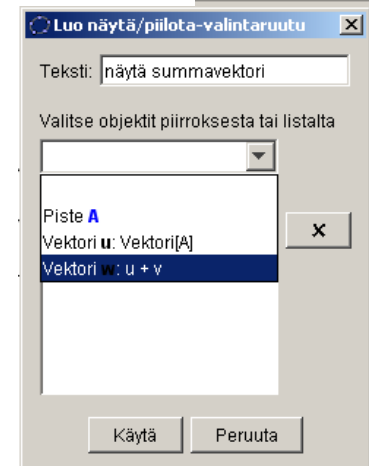 Luo näytä/piilota-valintaruutu
Teksti: näytä summavektori
Valitse objektit piirroksesta tai listalta
Piste A
Vektori u: Vektori[A]
Vektori w: u + v
x
Käytä Peruuta